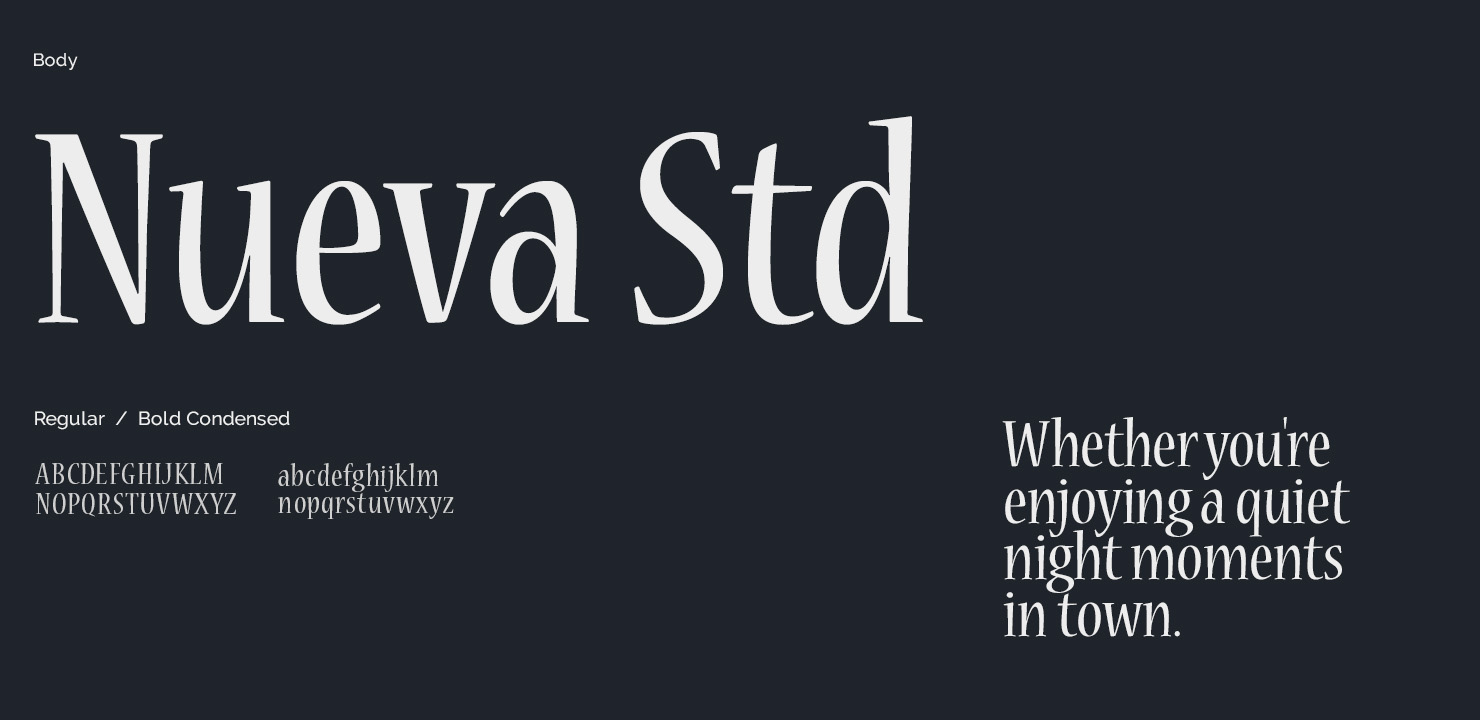 Body
Nueva Std
Regular / Bold Condensed
ABCDEFGHIJKLM
NOPQRSTUVWXYZ
abcdefghijklm
nopqrstuvwxyz
Whether you're
enjoying a quiet
night moments
in town.